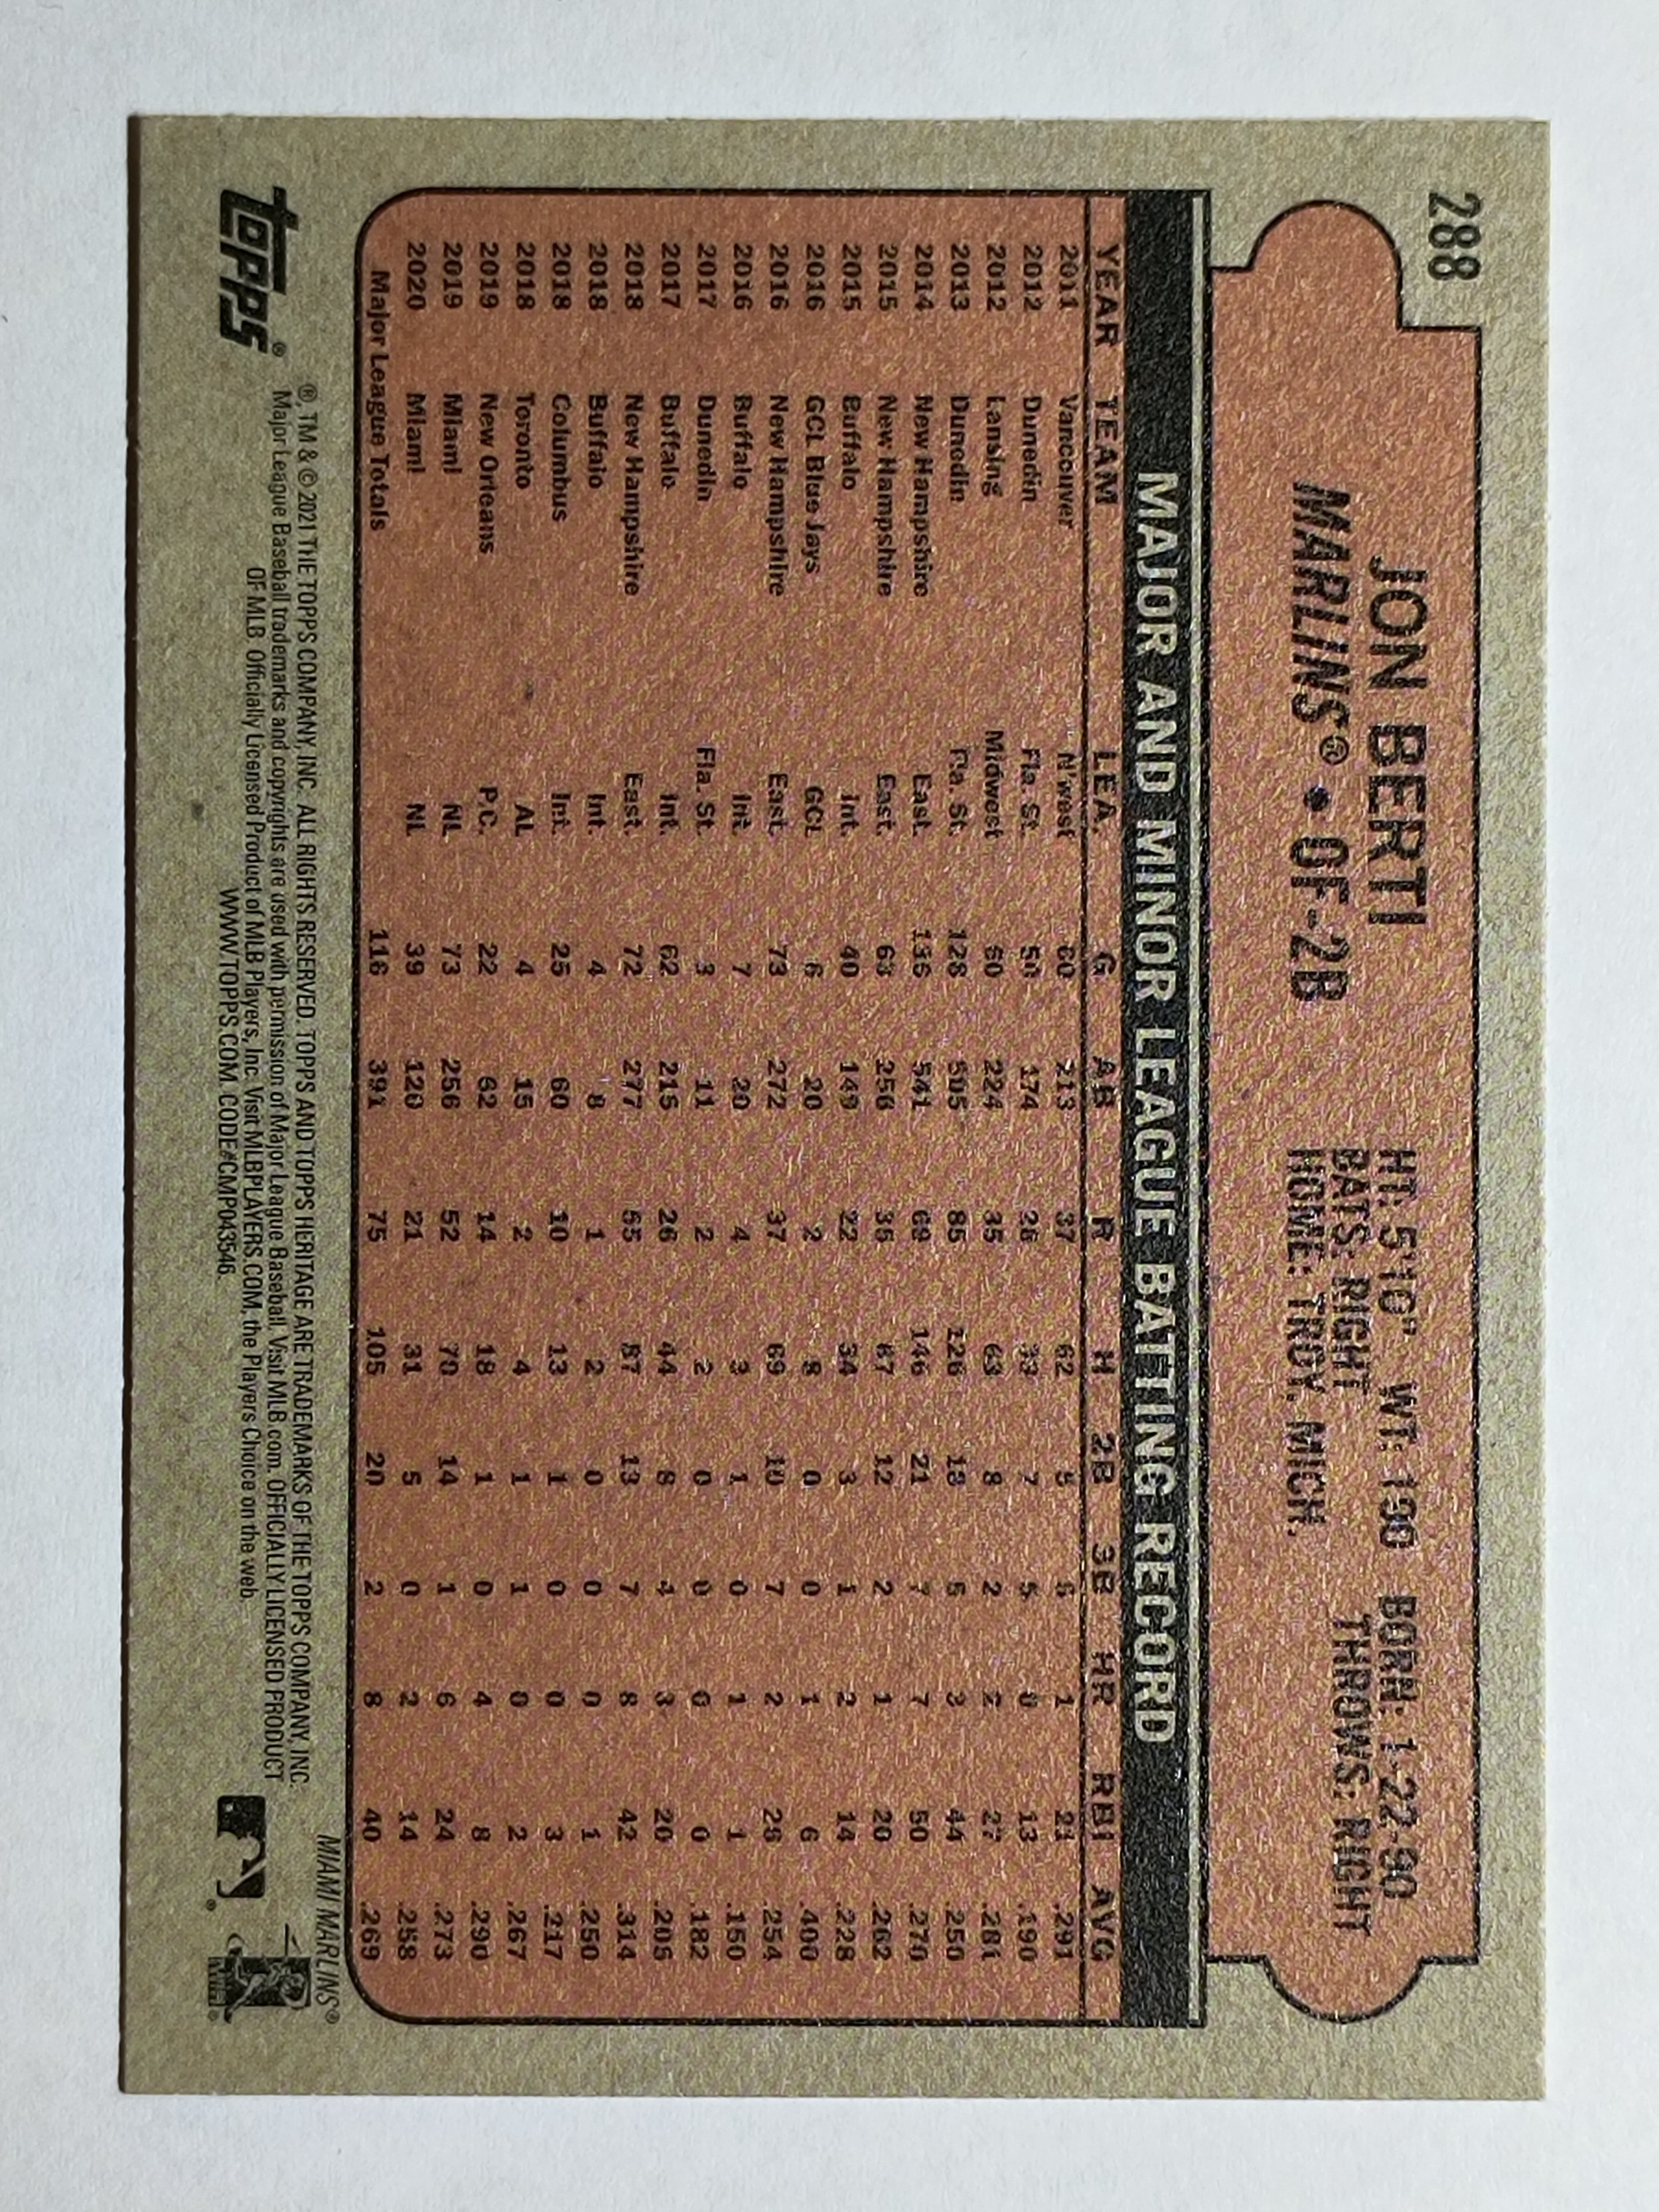 288
JON BERTI
MARLINS® • OF-2B
HT: 5'10" WT: 190 BORN: 1-22-90
BATS: RIGHT THROWS: RIGHT
HOME: TROY, MICH.
MAJOR AND MINOR LEAGUE BATTING RECORD
YEAR TEAM LEA. G AB R H 2B 3B HR RBI AVG
2011 Vancouver N'west 60 213 37 62 5 5 1 21 .291
2012 Dunedin Fla. St. 50 174 26 33 7 5 0 13 .190
2012 Lansing Midwest 60 224 35 63 8 2 2 27 .281
2013 Dunedin Fla. St. 128 505 85 126 18 5 3 44 .250
2014 New Hampshire East. 135 541 69 146 21 7 7 50 .270
2015 New Hampshire East. 63 256 35 67 12 2 1 20 .262
2015 Buffalo Int. 40 149 22 34 3 1 2 14 .228
2016 GCL Blue Jays GCL 6 20 2 8 0 0 1 6 .400
2016 New Hampshire East. 73 272 37 69 10 7 2 26 .254
2016 Buffalo Int. 7 20 4 3 1 0 1 1 .150
2017 Dunedin Fla. St. 3 11 2 2 0 0 0 0 .182
2017 Buffalo Int. 62 215 26 44 8 4 3 20 .205
2018 New Hampshire East. 72 277 55 87 13 7 8 42 .314
2018 Buffalo Int. 4 8 1 2 0 0 0 1 .250
2018 Columbus Int. 25 60 10 13 1 0 0 3 .217
2018 Toronto AL 4 15 2 4 1 1 0 2 .267
2019 New Orleans P.C. 22 62 14 18 1 0 4 8 .290
2019 Miami NL 73 256 52 70 14 1 6 24 .273
2020 Miami NL 39 120 21 31 5 0 2 14 .258
Major League Totals 116 391 75 105 20 2 8 40 .269
topps®
®, TM & © 2021 THE TOPPS COMPANY, INC. ALL RIGHTS RESERVED. TOPPS AND TOPPS HERITAGE ARE TRADEMARKS OF THE TOPPS COMPANY, INC.
Major League Baseball trademarks and copyrights are used with permission of Major League Baseball. Visit MLB.com. OFFICIALLY LICENSED PRODUCT
OF MLB Officially Licensed Product of MLB Players, Inc. Visit MLBPLAYERS.COM, the Players Choice on the web.
WWW.TOPPS.COM. CODE#CMP043546.
MIAMI MARLINS®